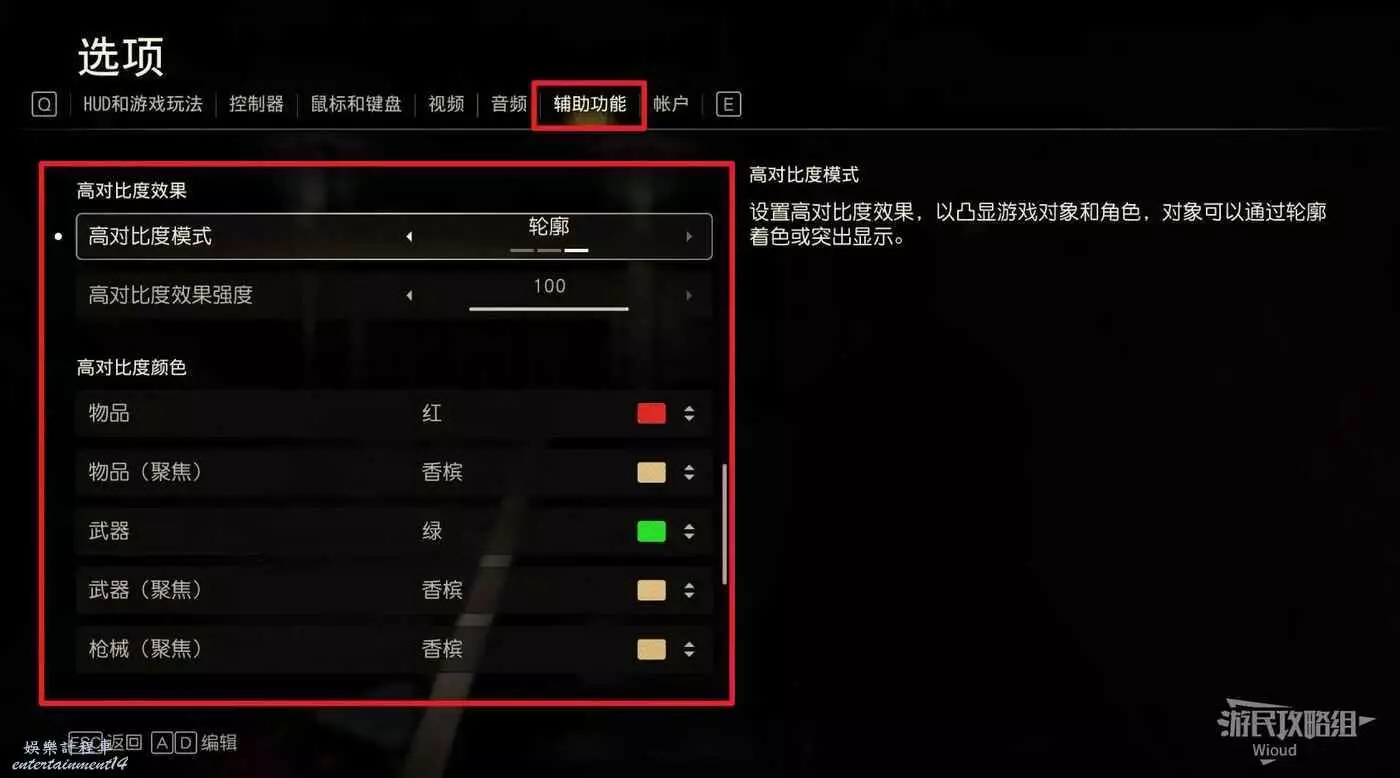 选项
Q HUD和游戏玩法 控制器 鼠标和键盘 视频 音频 辅助功能 帐户 E
高对比度效果
高对比度模式 轮廓
高对比度效果强度 100
高对比度颜色
物品 红
物品（聚焦） 香槟
武器 绿
武器（聚焦） 香槟
枪械（聚焦） 香槟
高对比度模式
设置高对比度效果，以凸显游戏对象和角色，对象可以通过轮廓
着色或突出显示。
ESC 返回 A D 编辑
娛樂計程車
entertainment14
游民攻略组
Wioud